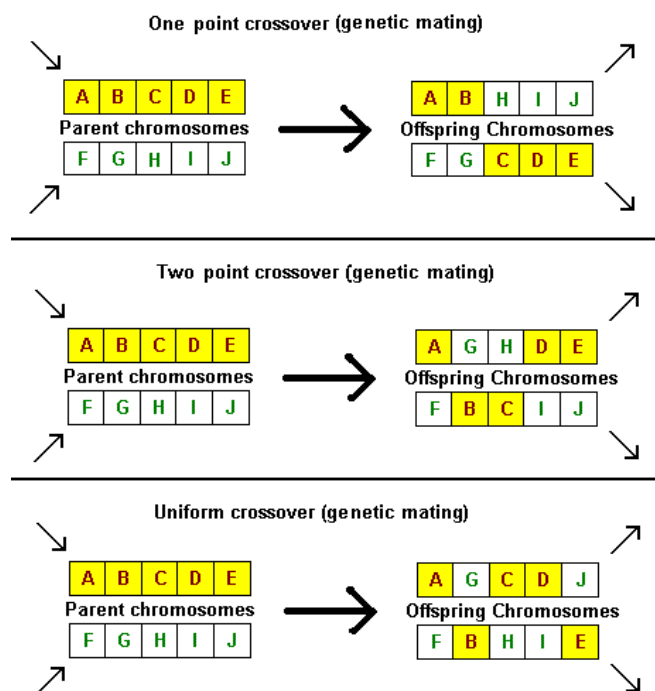 One point crossover (genetic mating)
A B C D E
A B H I J
Parent chromosomes
Offspring Chromosomes
F G H I J
F G C D E
Two point crossover (genetic mating)
A B C D E
A G H D E
Parent chromosomes
Offspring Chromosomes
F G H I J
F B C I J
Uniform crossover (genetic mating)
A B C D E
A G C D J
Parent chromosomes
Offspring Chromosomes
F G H I J
F B H I E